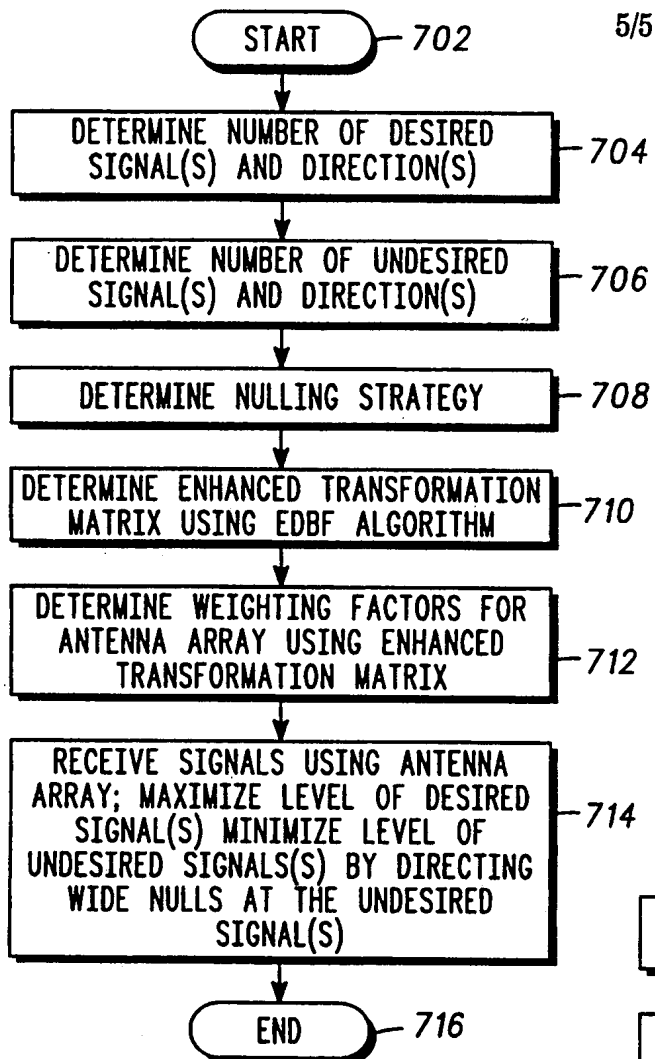 5/5
START 702
DETERMINE NUMBER OF DESIRED
SIGNAL(S) AND DIRECTION(S)
704
DETERMINE NUMBER OF UNDESIRED
SIGNAL(S) AND DIRECTION(S)
706
DETERMINE NULLING STRATEGY 708
DETERMINE ENHANCED TRANSFORMATION
MATRIX USING EDBF ALGORITHM
710
DETERMINE WEIGHTING FACTORS FOR
ANTENNA ARRAY USING ENHANCED
TRANSFORMATION MATRIX
712
RECEIVE SIGNALS USING ANTENNA
ARRAY; MAXIMIZE LEVEL OF DESIRED
SIGNAL(S) MINIMIZE LEVEL OF
UNDESIRED SIGNALS(S) BY DIRECTING
WIDE NULLS AT THE UNDESIRED
SIGNAL(S)
714
END 716